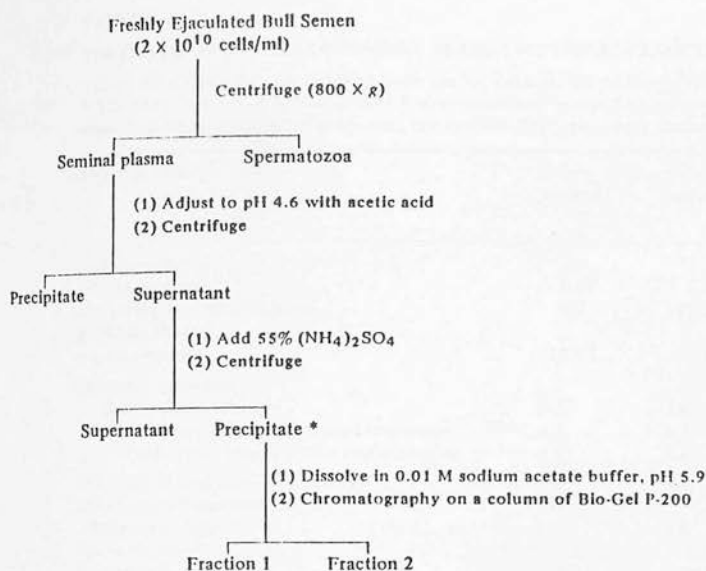 Freshly Ejaculated Bull Semen
(2 × 10¹⁰ cells/ml)
Centrifuge (800 × g)
Seminal plasma Spermatozoa
(1) Adjust to pH 4.6 with acetic acid
(2) Centrifuge
Precipitate Supernatant
(1) Add 55% (NH₄)₂SO₄
(2) Centrifuge
Supernatant Precipitate *
(1) Dissolve in 0.01 M sodium acetate buffer, pH 5.9
(2) Chromatography on a column of Bio-Gel P-200
Fraction 1 Fraction 2